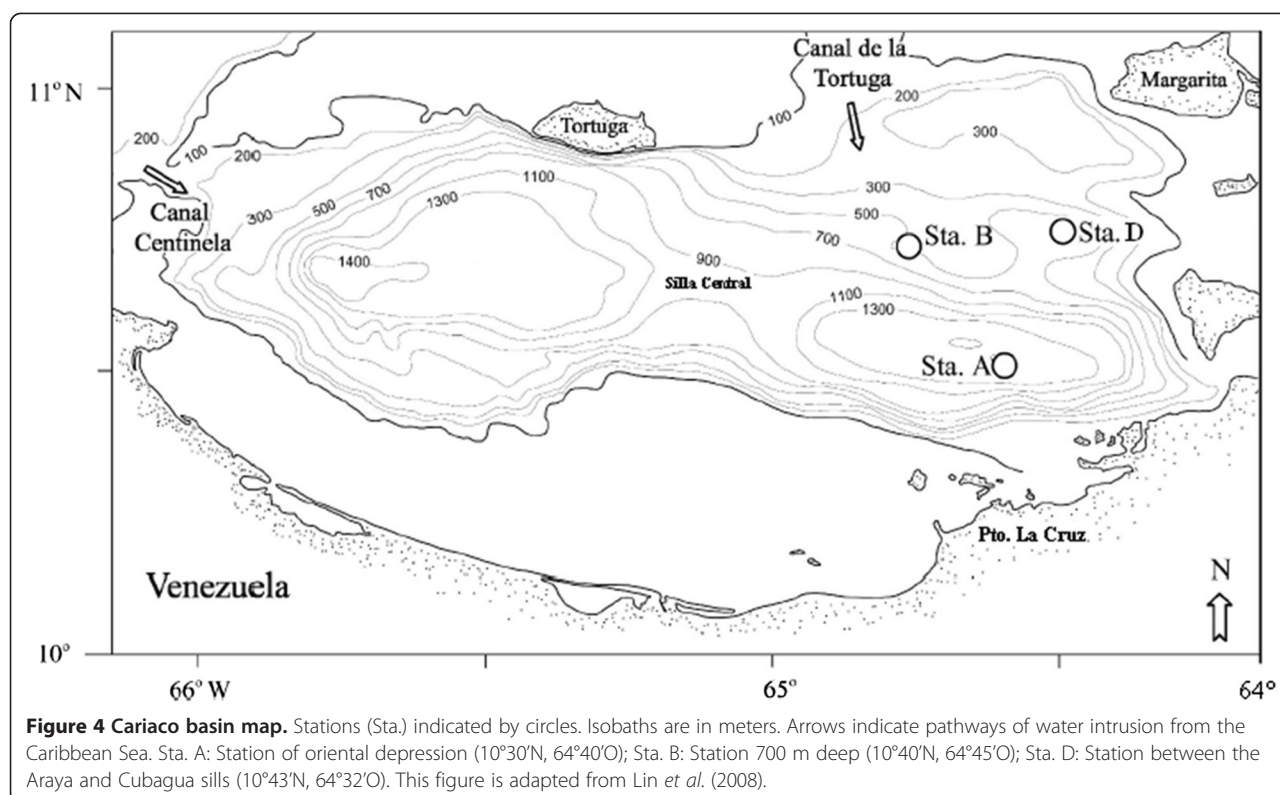 Canal de la
Tortuga
Margarita
11° N
200
100
200
100
Tortuga
100
200
300
Canal
Centinela
300
500
700
1100
1300
1400
300
500
700
900
Sta. B
Sta. D
Silla Central
1100
1300
Sta. A
Pto. La Cruz
Venezuela
N
10°
66° W
65°
64°
Figure 4 Cariaco basin map. Stations (Sta.) indicated by circles. Isobaths are in meters. Arrows indicate pathways of water intrusion from the
Caribbean Sea. Sta. A: Station of oriental depression (10°30′N, 64°40′O); Sta. B: Station 700 m deep (10°40′N, 64°45′O); Sta. D: Station between the
Araya and Cubagua sills (10°43′N, 64°32′O). This figure is adapted from Lin et al. (2008).